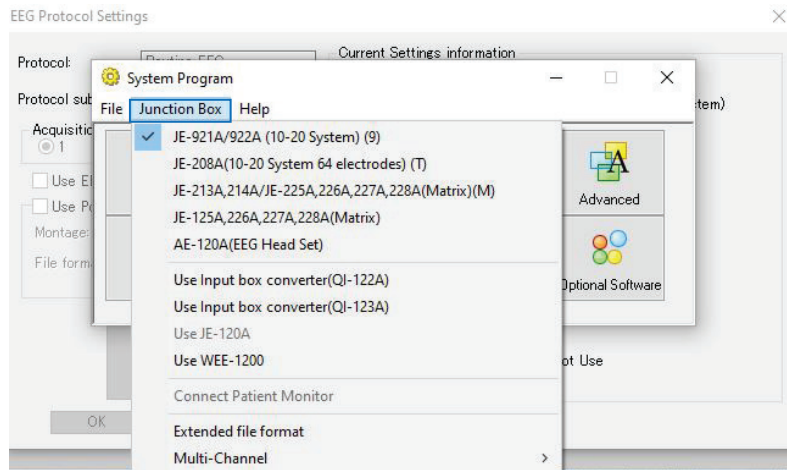 EEG Protocol Settings
Protocol:
Current Settings information
System Program
Protocol sub
tem)
File Junction Box Help
Acquisitic
1
JE-921A/922A (10-20 System) (9)
JE-208A(10-20 System 64 electrodes) (T)
Use El
JE-213A,214A/JE-225A,226A,227A,228A(Matrix)(M)
Advanced
Use Po
JE-125A,226A,227A,228A(Matrix)
Montage:
AE-120A(EEG Head Set)
File form
Use Input box converter(QI-122A)
Optional Software
Use Input box converter(QI-123A)
Use JE-120A
Use WEE-1200
ot Use
Connect Patient Monitor
OK
Extended file format
Multi-Channel